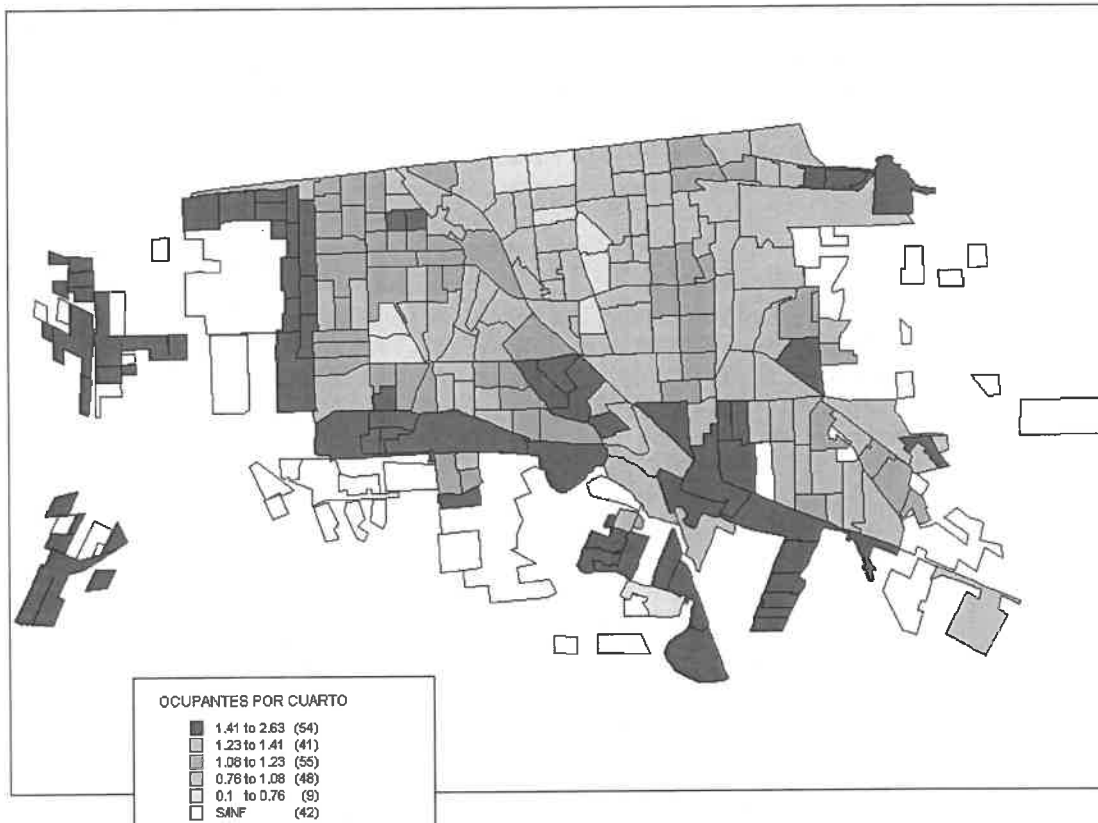 OCUPANTES POR CUARTO
1.41 to 2.63 (54)
1.23 to 1.41 (41)
1.08 to 1.23 (55)
0.76 to 1.08 (48)
0.1 to 0.76 (9)
S/INF (42)